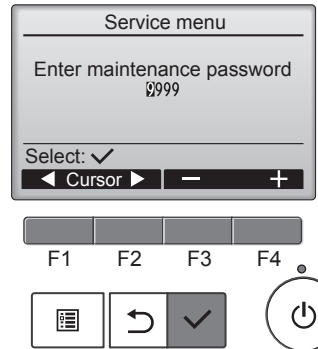 Service menu
Enter maintenance password
9999
Select: ✓
◀ Cursor ▶ − +
F1 F2 F3 F4